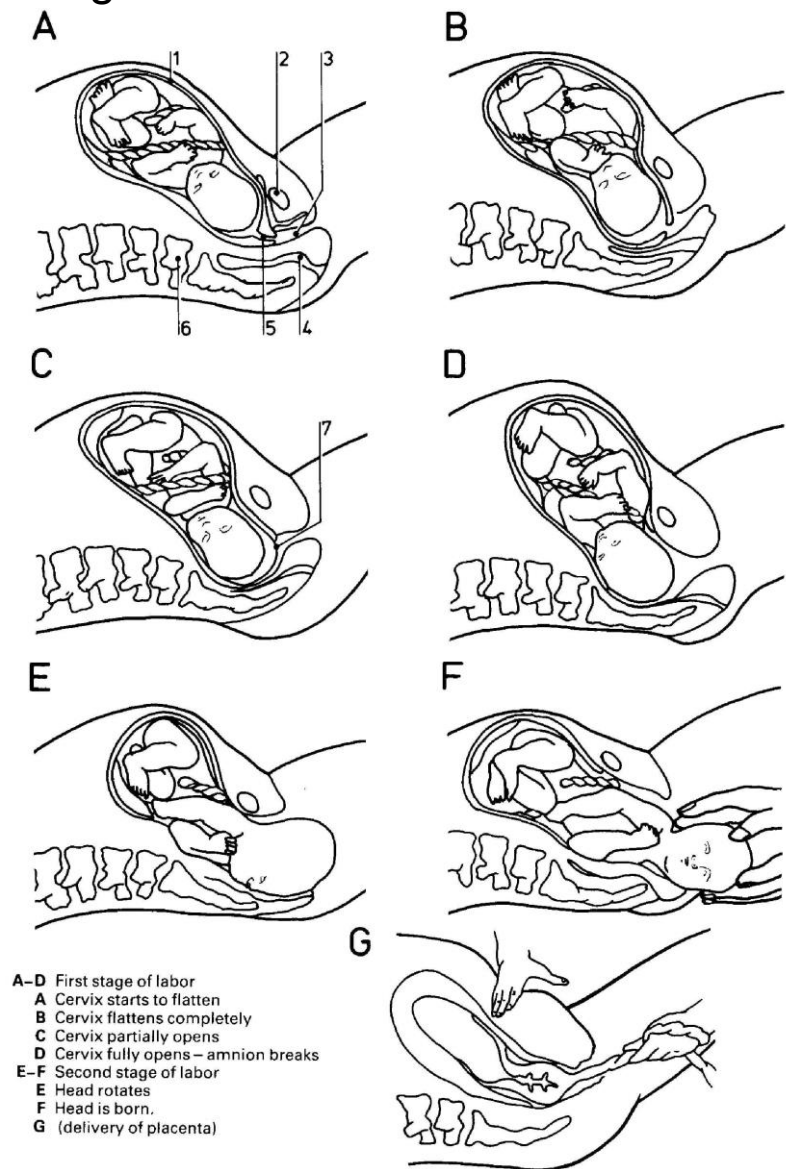 A
1
2
3
6
5
4
B
C
7
D
E
F
G
A–D First stage of labor
A Cervix starts to flatten
B Cervix flattens completely
C Cervix partially opens
D Cervix fully opens – amnion breaks
E–F Second stage of labor
E Head rotates
F Head is born.
G (delivery of placenta)